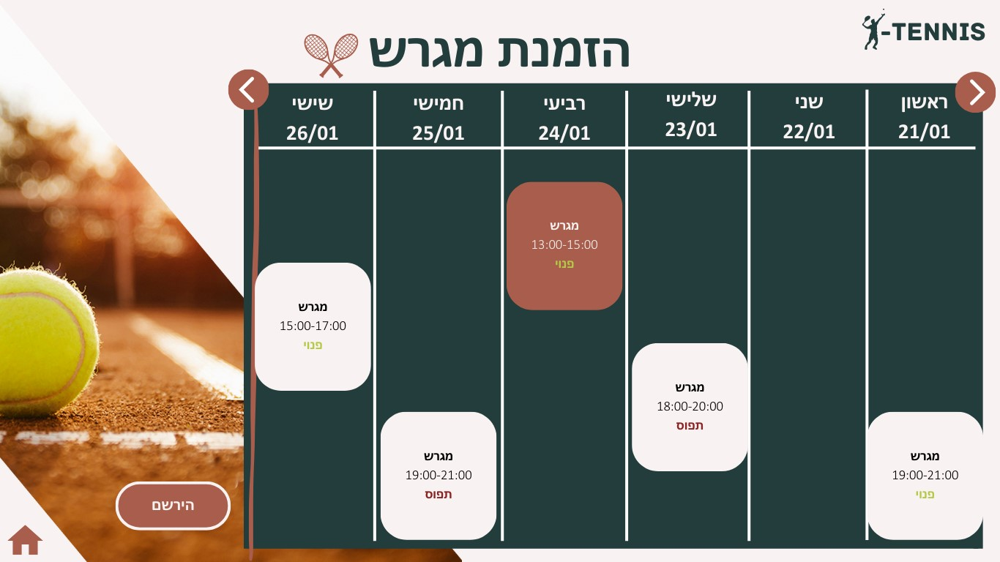 -TENNIS
הזמנת מגרש
ראשון
21/01
שני
22/01
שלישי
23/01
רביעי
24/01
חמישי
25/01
שישי
26/01
מגרש
19:00-21:00
פנוי
מגרש
18:00-20:00
תפוס
מגרש
13:00-15:00
פנוי
מגרש
19:00-21:00
תפוס
מגרש
15:00-17:00
פנוי
הירשם